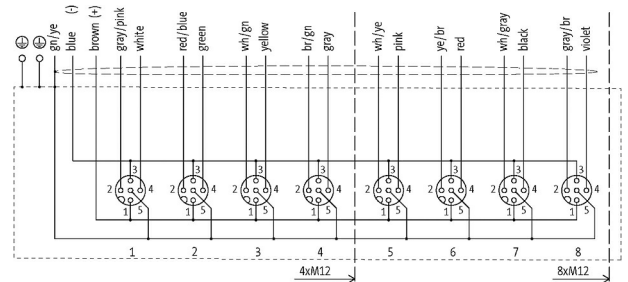 gn/ye
blue (-)
brown (+)
gray/pink
white
red/blue
green
wh/gn
yellow
br/gn
gray
wh/ye
pink
ye/br
red
wh/gray
black
gray/br
violet
3 3 3 3 3 3 3 3
2 4 2 4 2 4 2 4 2 4 2 4 2 4 2 4
1 5 1 5 1 5 1 5 1 5 1 5 1 5 1 5
1 2 3 4 5 6 7 8
4xM12 8xM12